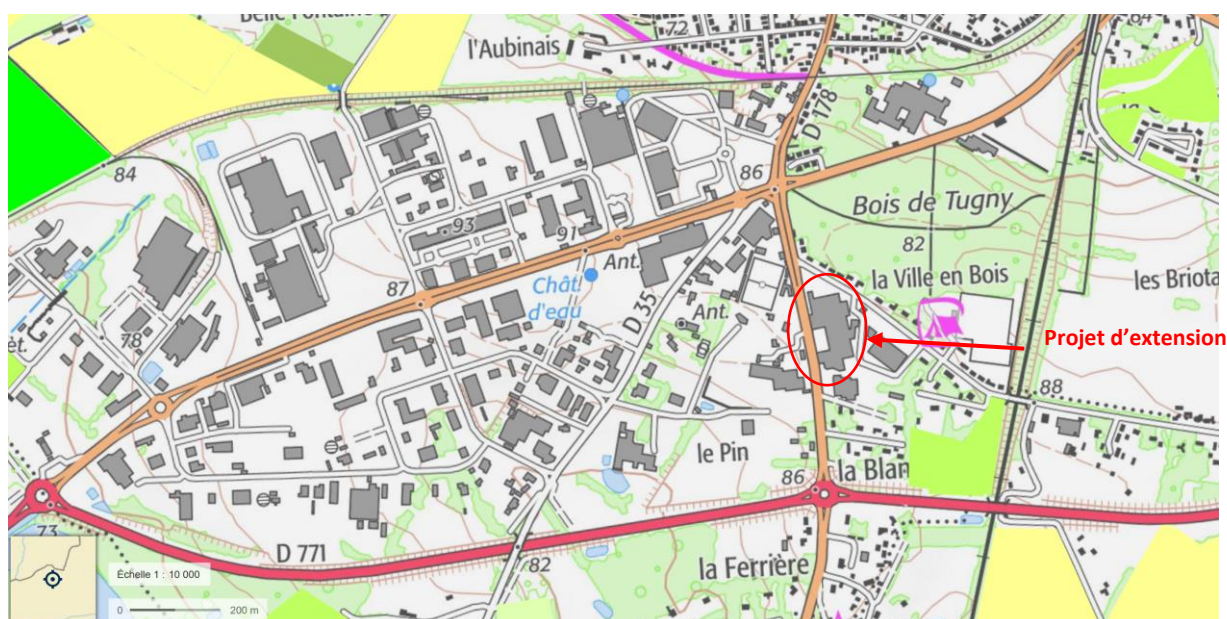 72
l'Aubinais
D 178
84
86
Bois de Tugny
93
91
82
Ant.
la Ville en Bois
les Briota
87
Chât.
d'eau
D 35
Ant.
78
Projet d'extension
88
le Pin
86
la Blan
73
D 771
82
la Ferrière
Échelle 1 : 10 000
0 200 m